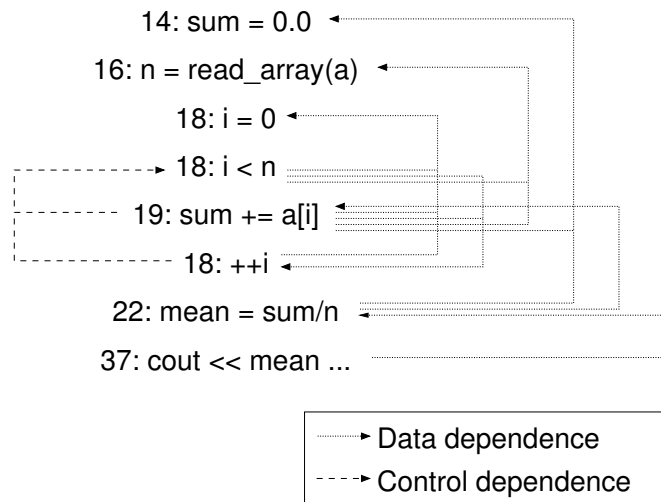 14: sum = 0.0
16: n = read_array(a)
18: i = 0
18: i < n
19: sum += a[i]
18: ++i
22: mean = sum/n
37: cout << mean ...
Data dependence
Control dependence